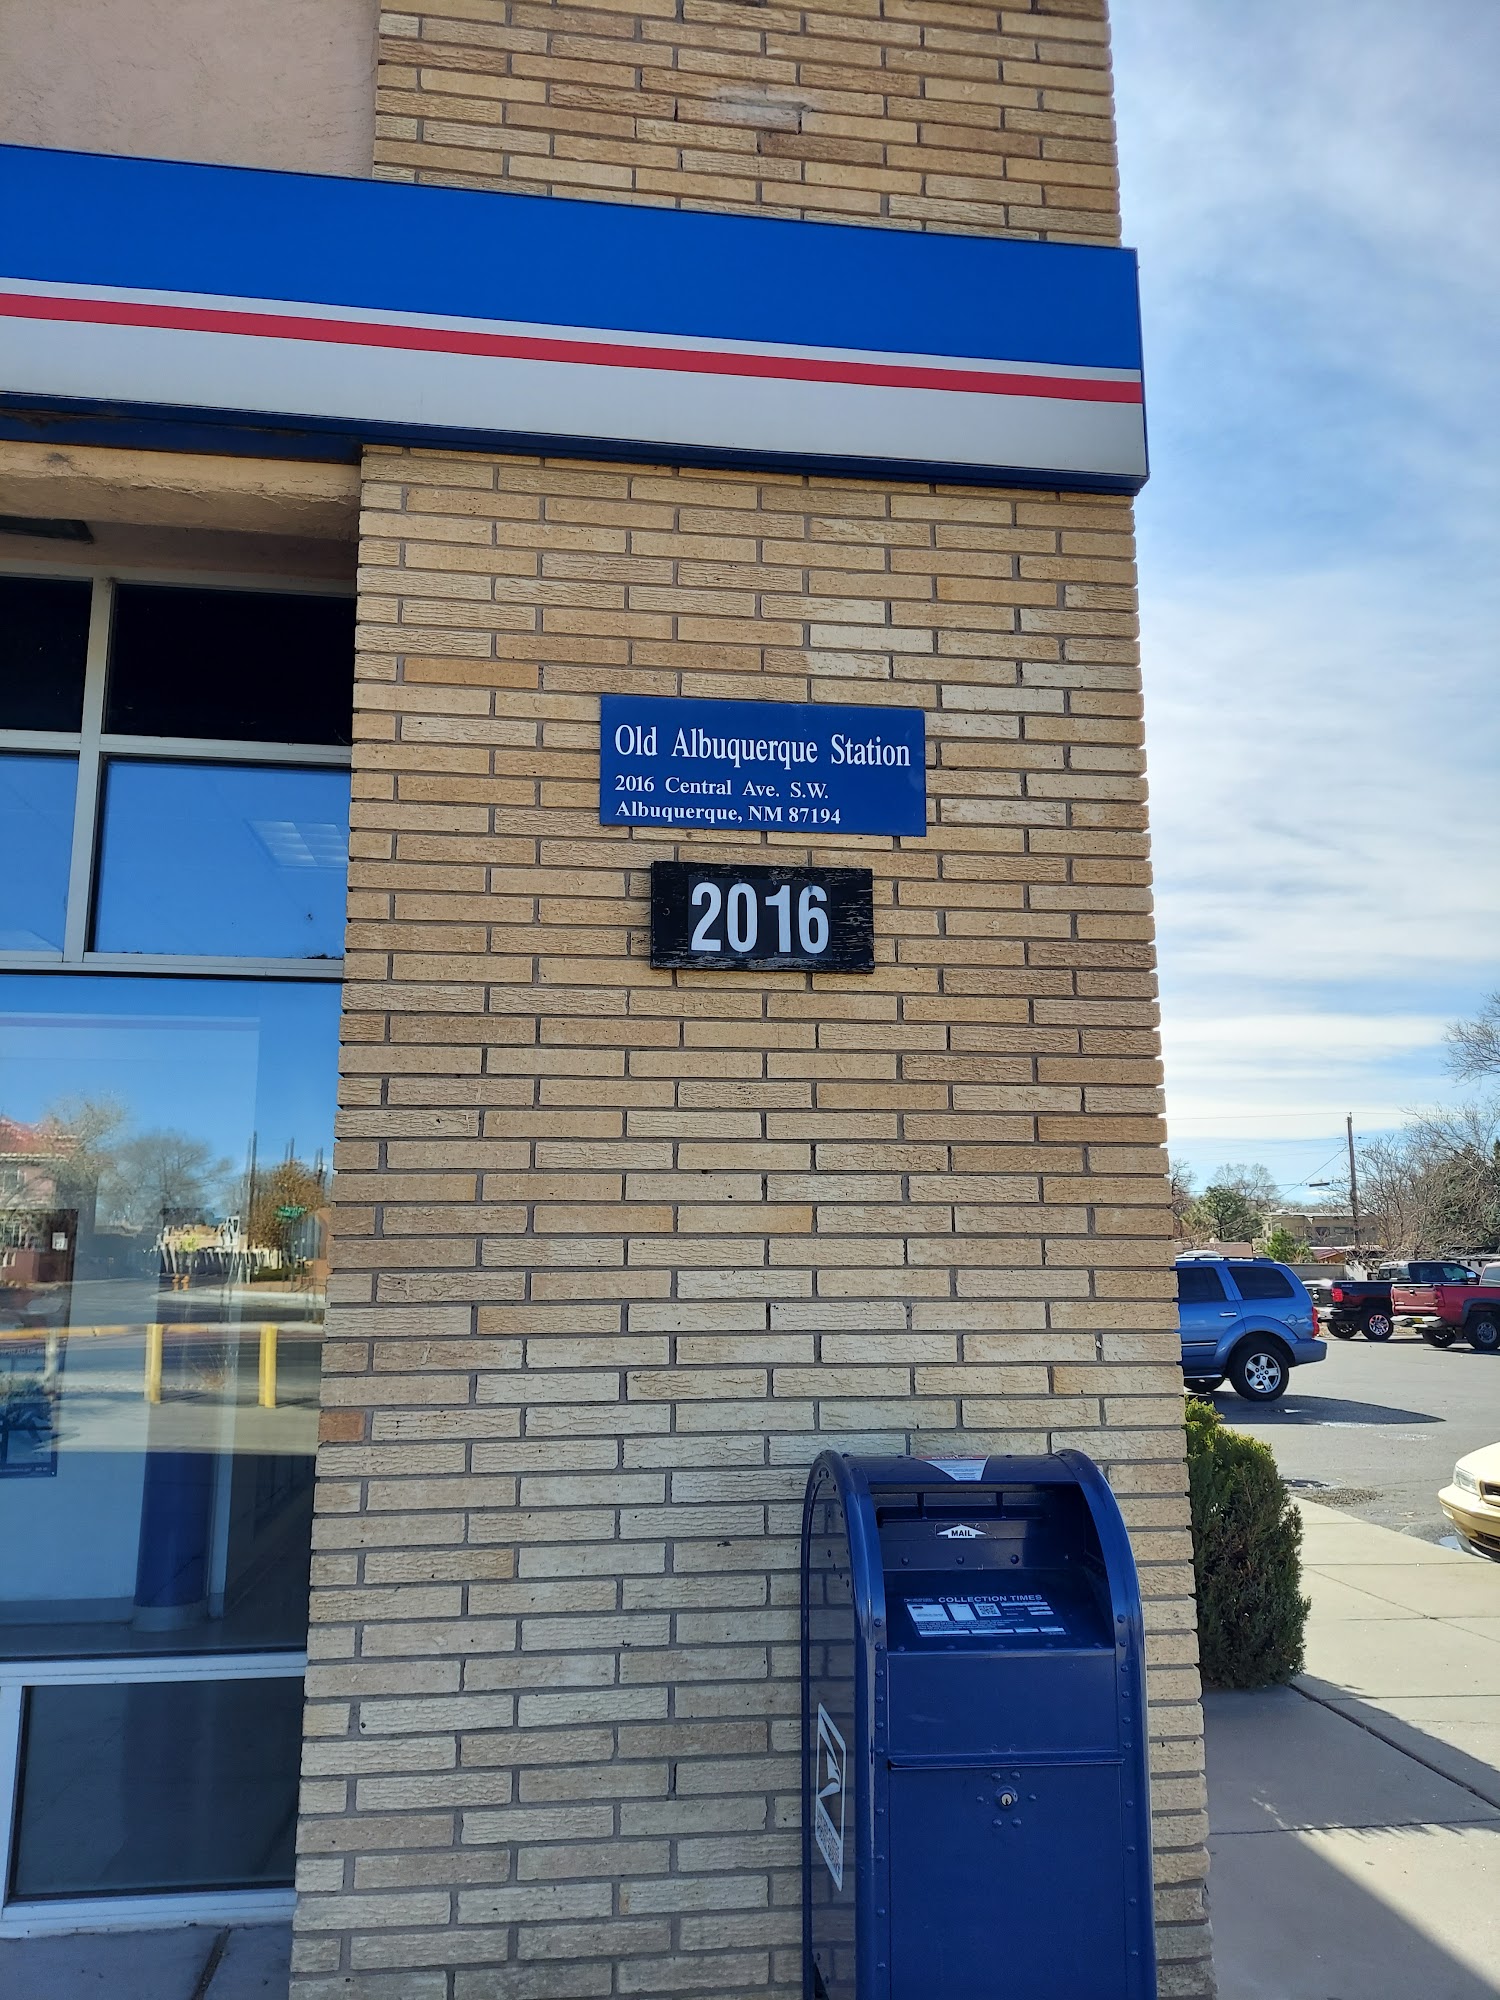 Old Albuquerque Station
2016 Central Ave. S.W.
Albuquerque, NM 87194
2016
MAIL
COLLECTION TIMES